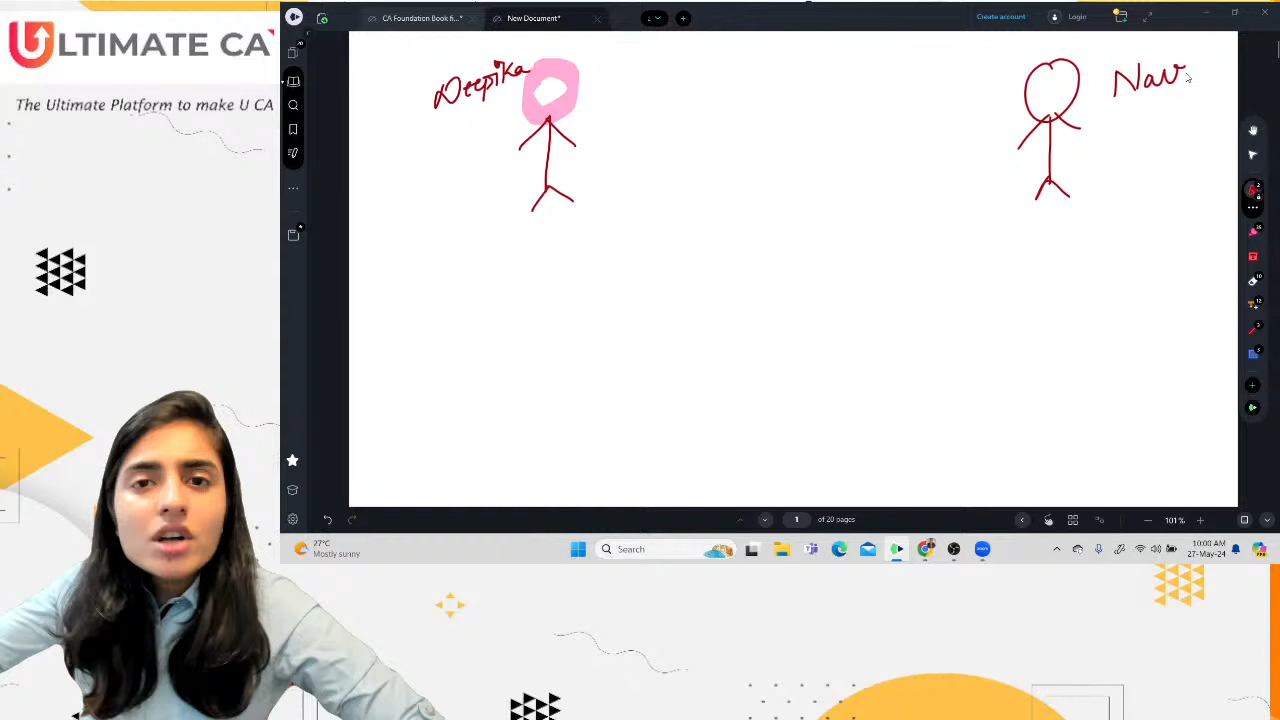 ULTIMATE CA
The Ultimate Platform to make U CA
CA Foundation Book fi...*
New Document*
Create account
Login
Deepika
Nav
1
of 20 pages
101%
27°C
Mostly sunny
Search
10:00 AM
27-May-24